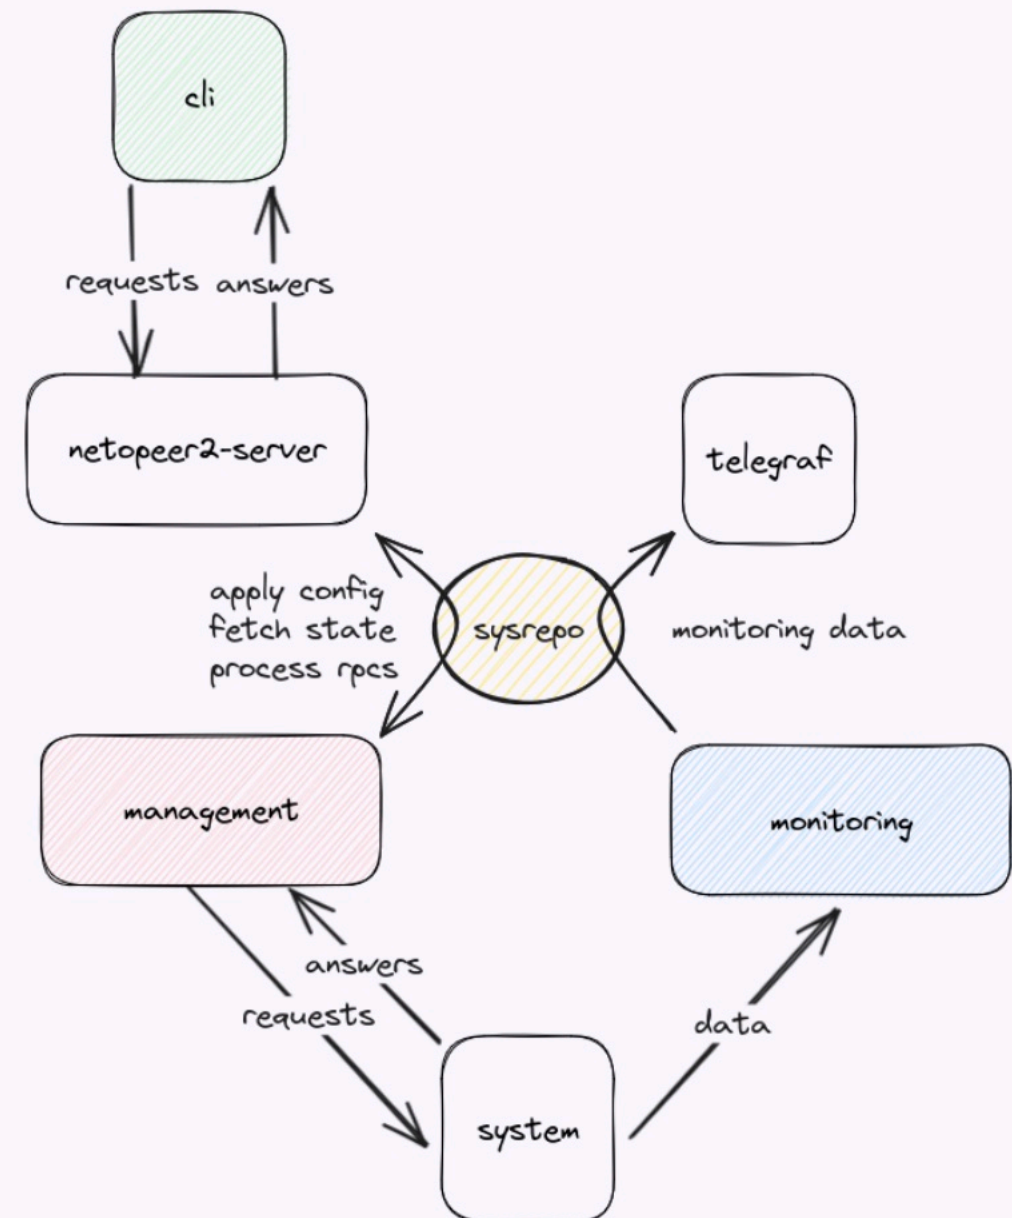 cli
requests
answers
netopeer2-server
telegraf
apply config
fetch state
process rpcs
sysrepo
monitoring data
management
monitoring
answers
requests
data
system